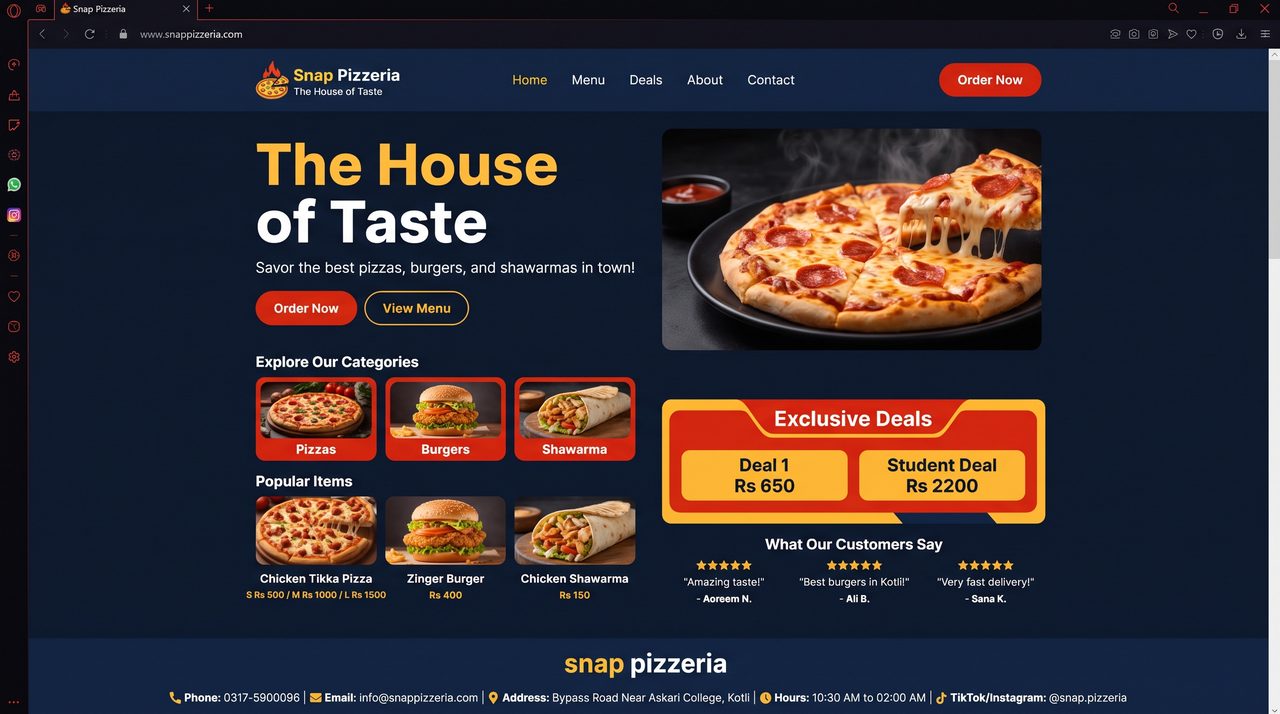 Snap Pizzeria
www.snappizzeria.com
Snap Pizzeria
The House of Taste
Home Menu Deals About Contact
Order Now
The House
of Taste
Savor the best pizzas, burgers, and shawarmas in town!
Order Now View Menu
Explore Our Categories
Pizzas Burgers Shawarma
Popular Items
Chicken Tikka Pizza Zinger Burger Chicken Shawarma
S Rs 500 / M Rs 1000 / L Rs 1500 Rs 400 Rs 150
Exclusive Deals
Deal 1 Student Deal
Rs 650 Rs 2200
What Our Customers Say
"Amazing taste!" "Best burgers in Kotli!" "Very fast delivery!"
- Aoreem N. - Ali B. - Sana K.
snap pizzeria
Phone: 0317-5900096 | Email: info@snappizzeria.com | Address: Bypass Road Near Askari College, Kotli | Hours: 10:30 AM to 02:00 AM | TikTok/Instagram: @snap.pizzeria